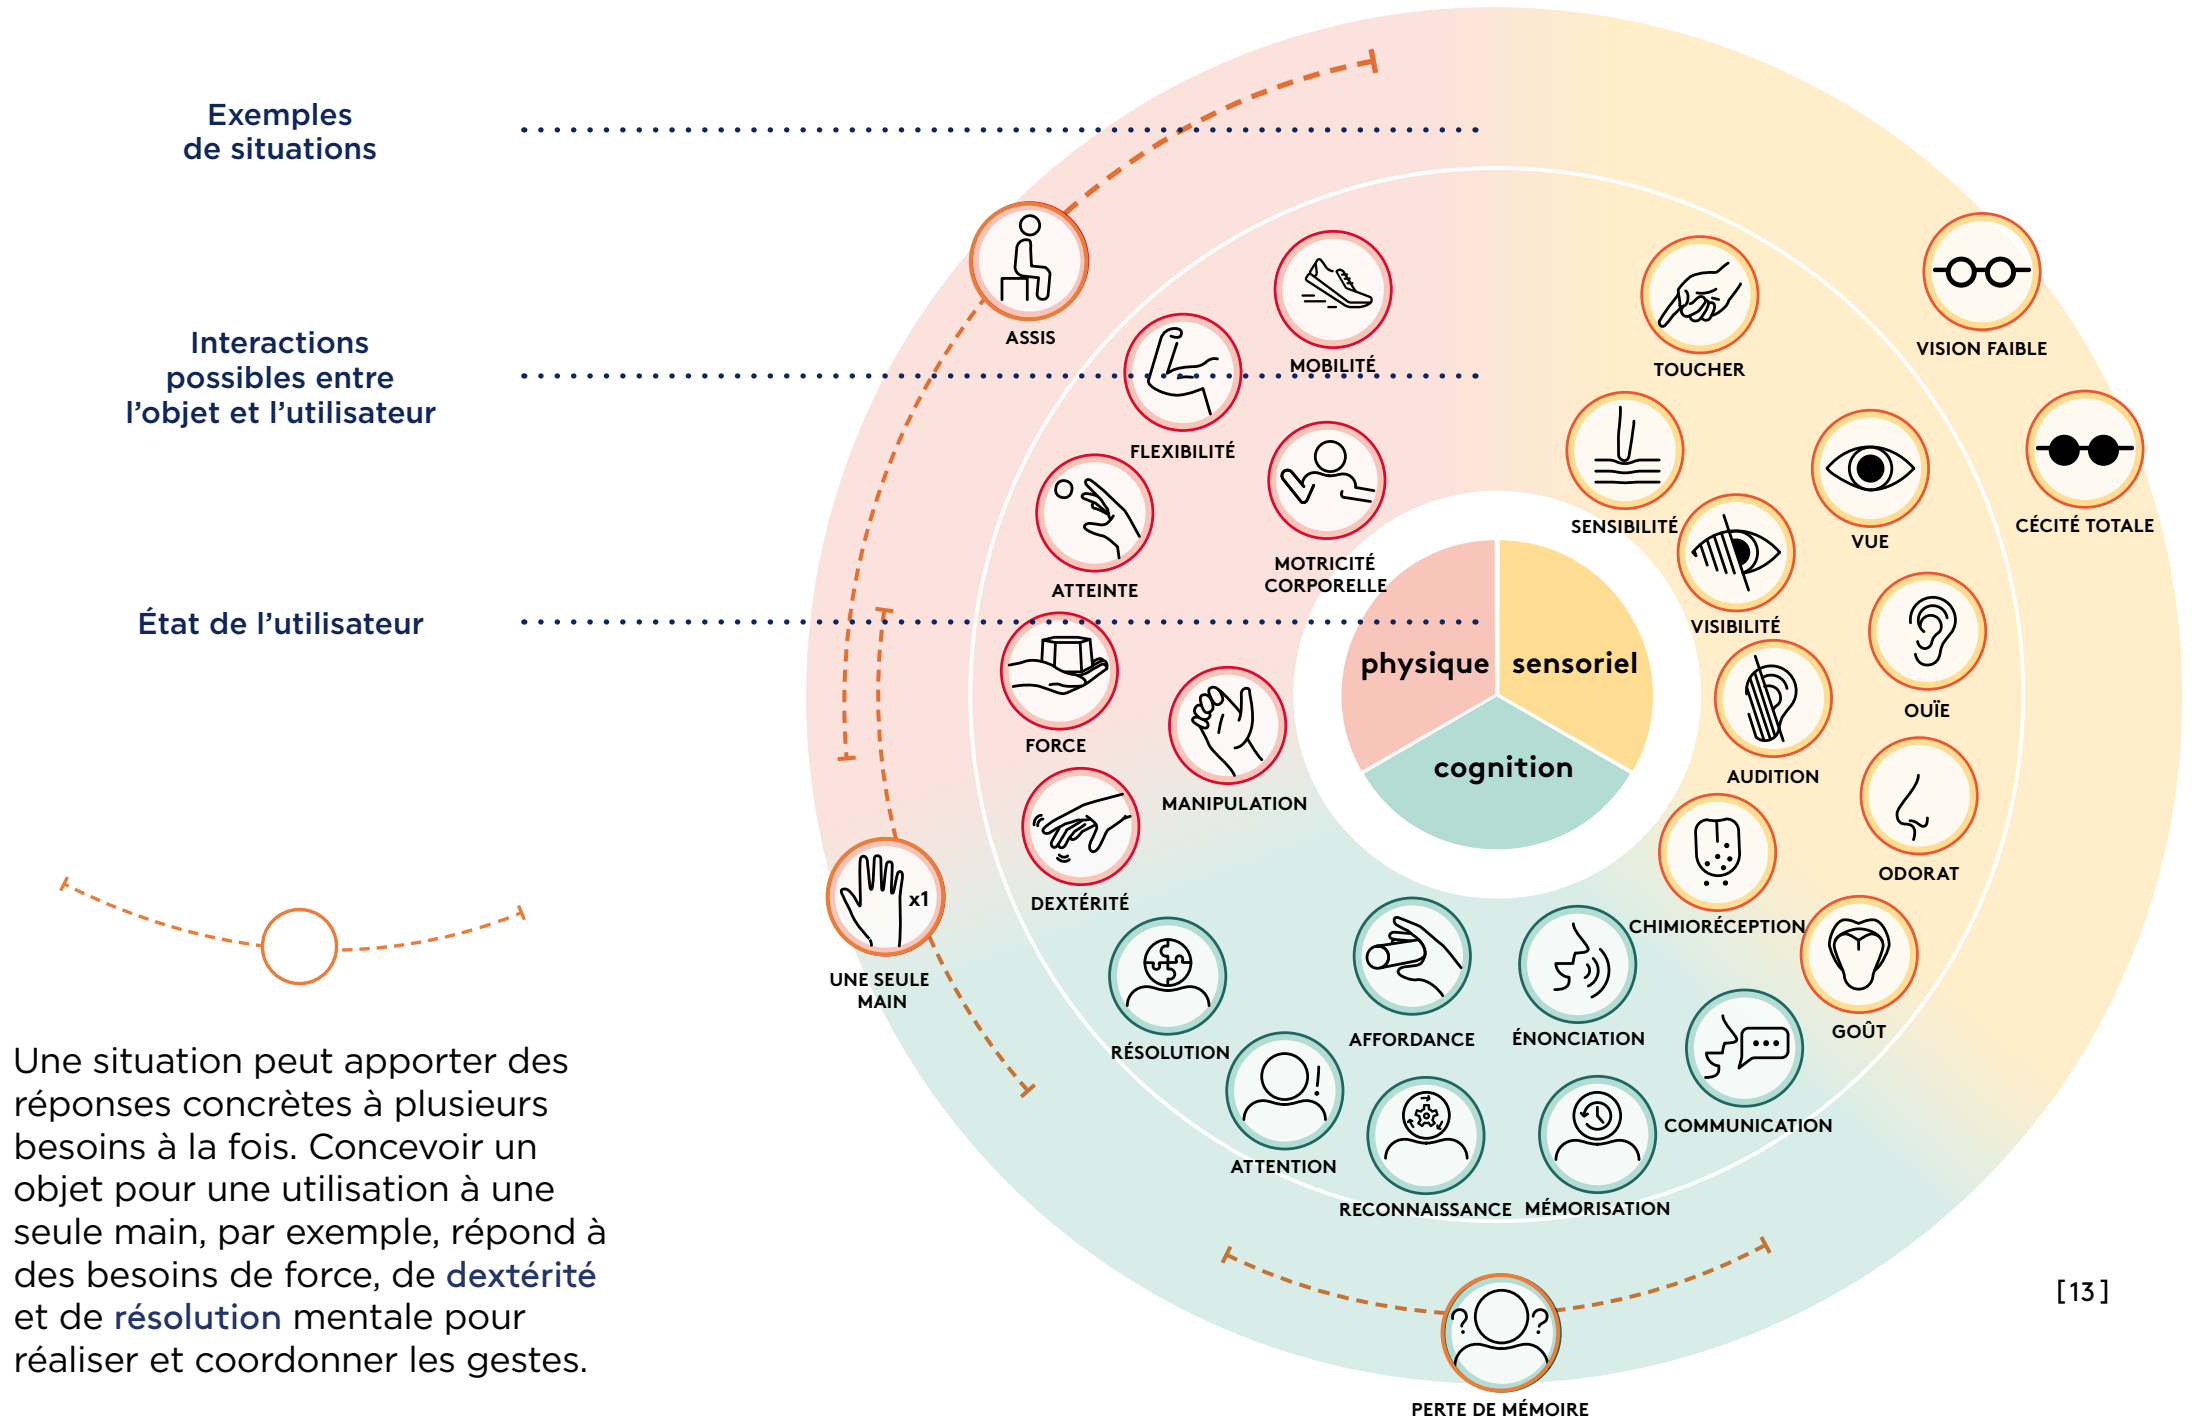 Exemples
de situations
Interactions
possibles entre
l’objet et l’utilisateur
État de l’utilisateur
Une situation peut apporter des
réponses concrètes à plusieurs
besoins à la fois. Concevoir un
objet pour une utilisation à une
seule main, par exemple, répond à
des besoins de force, de dextérité
et de résolution mentale pour
réaliser et coordonner les gestes.
ASSIS
MOBILITÉ
FLEXIBILITÉ
ATTEINTE
MOTRICITÉ
CORPORELLE
FORCE
MANIPULATION
DEXTÉRITÉ
x1
UNE SEULE
MAIN
TOUCHER
VISION FAIBLE
SENSIBILITÉ
VUE
CÉCITÉ TOTALE
VISIBILITÉ
OUÏE
AUDITION
ODORAT
CHIMIORÉCEPTION
GOÛT
physique
sensoriel
cognition
RÉSOLUTION
AFFORDANCE
ÉNONCIATION
COMMUNICATION
ATTENTION
RECONNAISSANCE
MÉMORISATION
PERTE DE MÉMOIRE
[13]